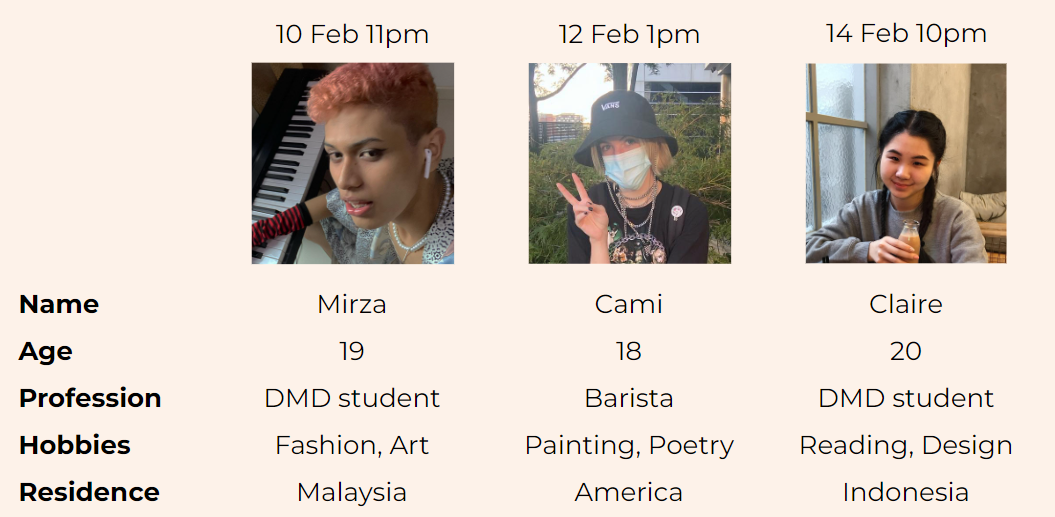 10 Feb 11pm 12 Feb 1pm 14 Feb 10pm
VANS
Name Mirza Cami Claire
Age 19 18 20
Profession DMD student Barista DMD student
Hobbies Fashion, Art Painting, Poetry Reading, Design
Residence Malaysia America Indonesia